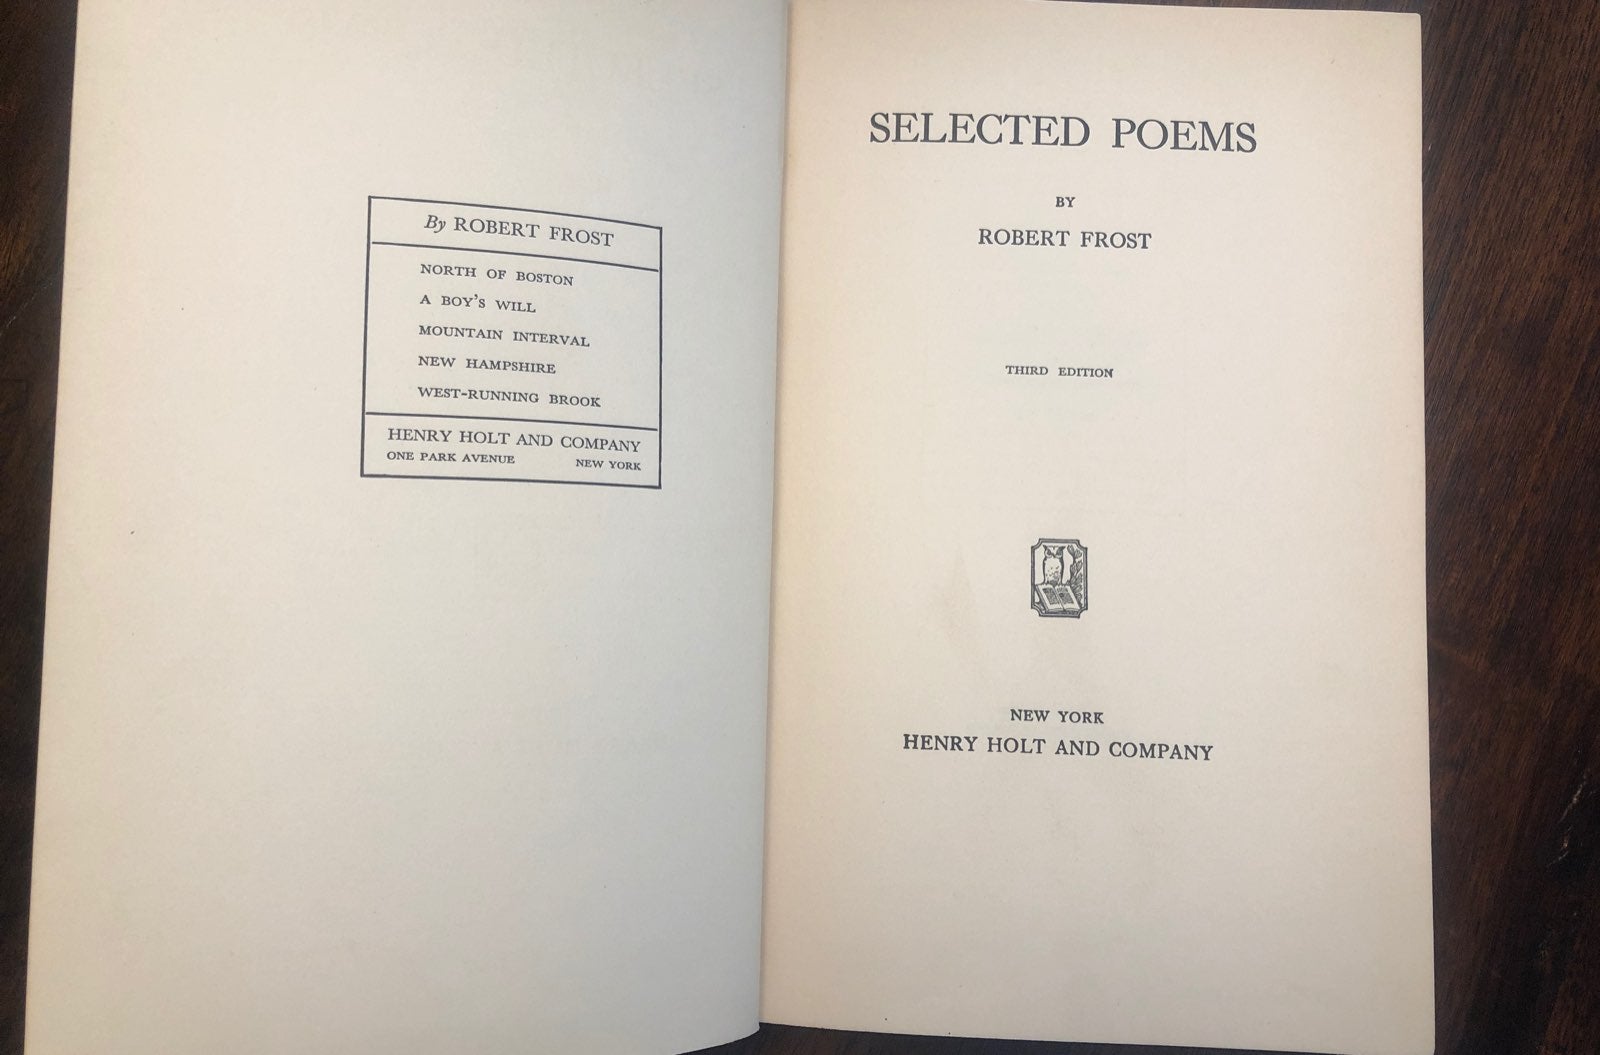 By ROBERT FROST
NORTH OF BOSTON
A BOY'S WILL
MOUNTAIN INTERVAL
NEW HAMPSHIRE
WEST-RUNNING BROOK
HENRY HOLT AND COMPANY
ONE PARK AVENUE NEW YORK
SELECTED POEMS
BY
ROBERT FROST
THIRD EDITION
NEW YORK
HENRY HOLT AND COMPANY